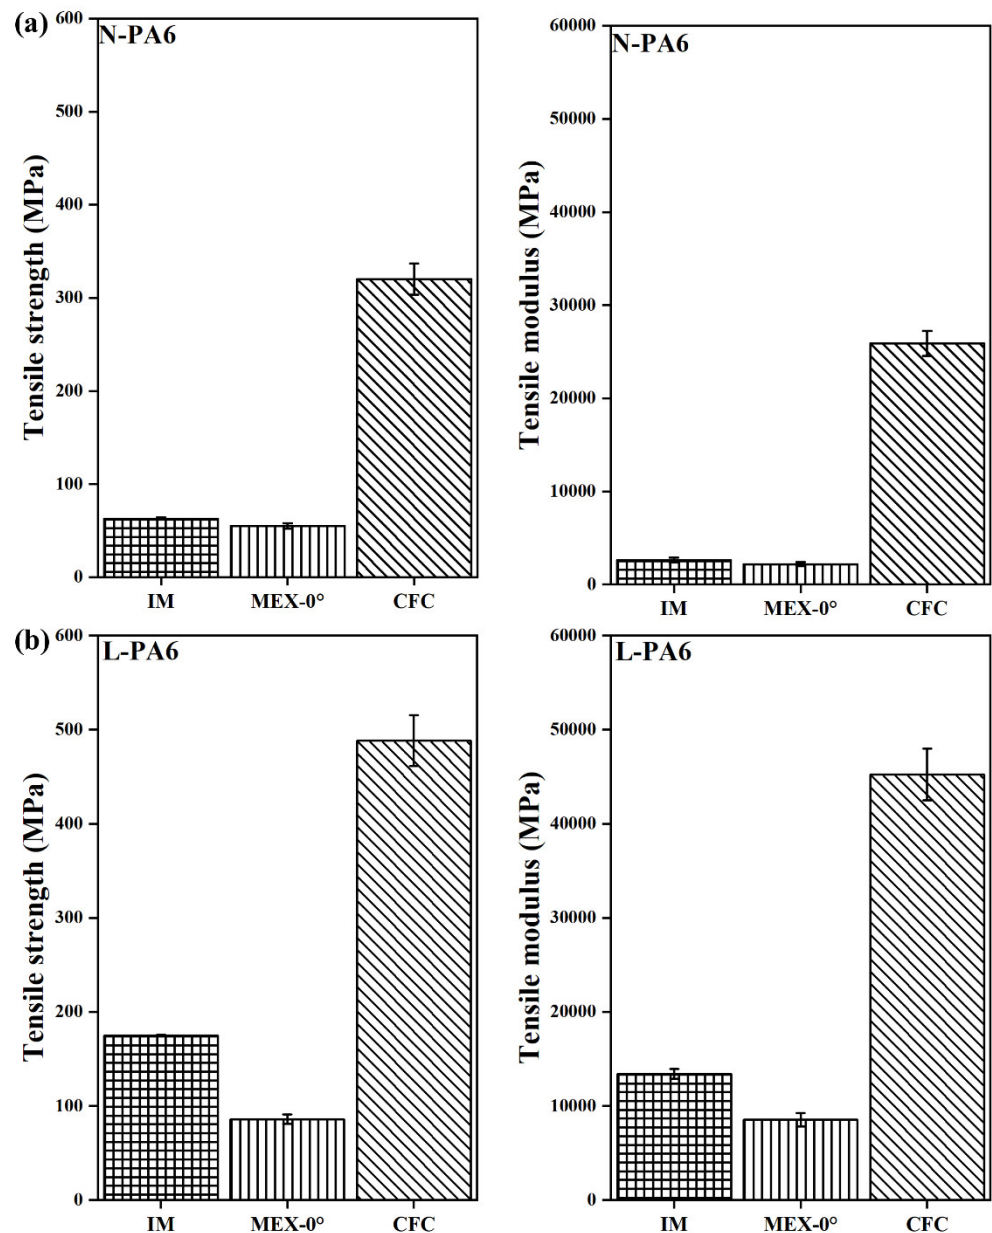 (a)
N-PA6
Tensile strength (MPa)
600
500
400
300
200
100
0
IM MEX-0° CFC
N-PA6
Tensile modulus (MPa)
60000
50000
40000
30000
20000
10000
0
IM MEX-0° CFC
(b)
L-PA6
Tensile strength (MPa)
600
500
400
300
200
100
0
IM MEX-0° CFC
L-PA6
Tensile modulus (MPa)
60000
50000
40000
30000
20000
10000
0
IM MEX-0° CFC